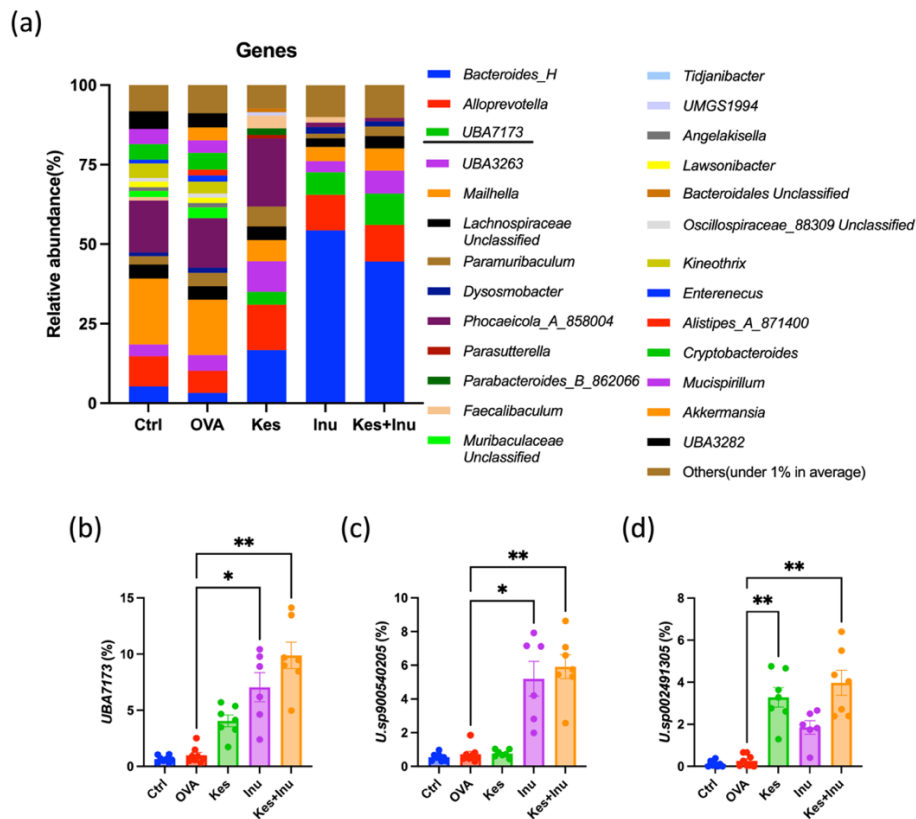 (a)
Genes
Relative abundance(%)
100
75
50
25
0
Ctrl
OVA
Kes
Inu
Kes+Inu
Bacteroides_H
Alloprevotella
UBA7173
UBA3263
Mailhella
Lachnospiraceae
Unclassified
Paramuribaculum
Dysosmobacter
Phocaeicola_A_858004
Parasutterella
Parabacteroides_B_862066
Faecalibaculum
Muribaculaceae
Unclassified
Tidjanibacter
UMGS1994
Angelakisella
Lawsonibacter
Bacteroidales Unclassified
Oscillospiraceae_88309 Unclassified
Kineothrix
Enterenecus
Alistipes_A_871400
Cryptobacteroides
Mucispirillum
Akkermansia
UBA3282
Others(under 1% in average)
(b)
UBA7173 (%)
15
10
5
0
**
*
Ctrl
OVA
Kes
Inu
Kes+Inu
(c)
U.sp900540205 (%)
10
8
6
4
2
0
**
*
Ctrl
OVA
Kes
Inu
Kes+Inu
(d)
U.sp002491305 (%)
8
6
4
2
0
**
**
Ctrl
OVA
Kes
Inu
Kes+Inu